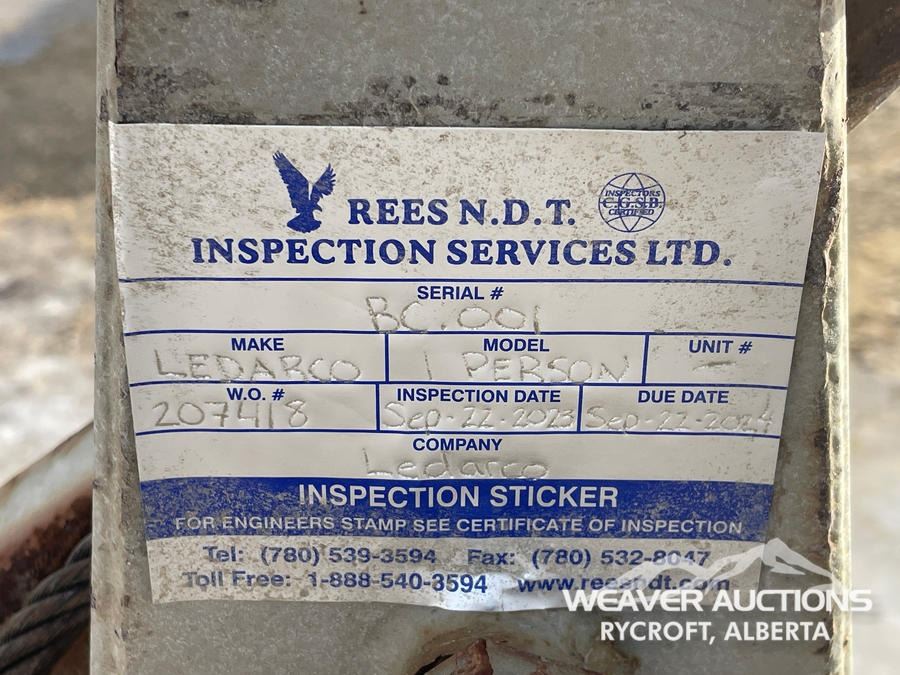 INSPECTORS
C.G.S.B.
CERTIFIED
REES N.D.T.
INSPECTION SERVICES LTD.
SERIAL #
BC.001
MAKE MODEL UNIT #
LEDARCO 1 PERSON —
W.O. # INSPECTION DATE DUE DATE
207418 Sep-22-2023 Sep-22-2024
COMPANY
Ledarco
INSPECTION STICKER
FOR ENGINEERS STAMP SEE CERTIFICATE OF INSPECTION
Tel: (780) 539-3594 Fax: (780) 532-8047
Toll Free: 1-888-540-3594 www.reesndt.com
WEAVER AUCTIONS
RYCROFT, ALBERTA